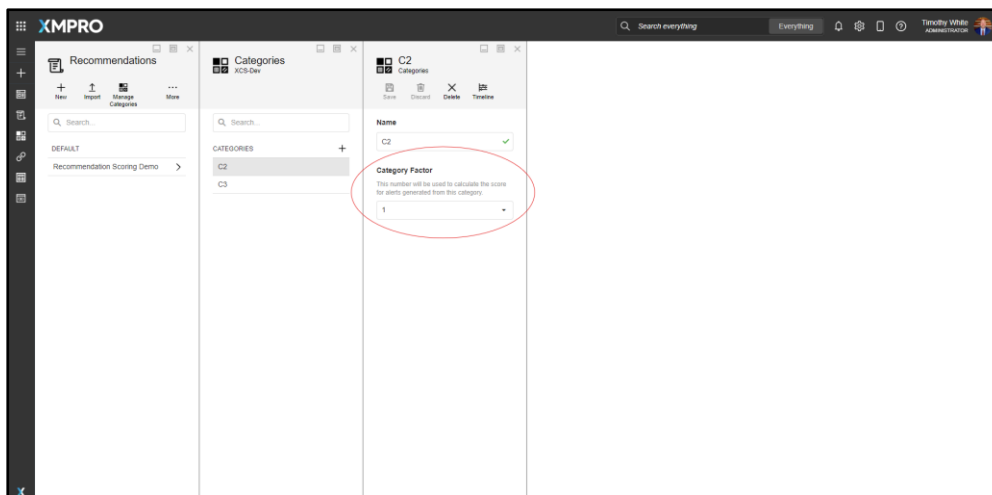 XMPRO
Search everything
Everything
Timothy White
ADMINISTRATOR
Recommendations
New
Import
Manage
Categories
More
Search...
DEFAULT
Recommendation Scoring Demo
Categories
XCS-Dev
Search...
CATEGORIES
C2
C3
C2
Categories
Save
Discard
Delete
Timeline
Name
C2
Category Factor
This number will be used to calculate the score
for alerts generated from this category.
1